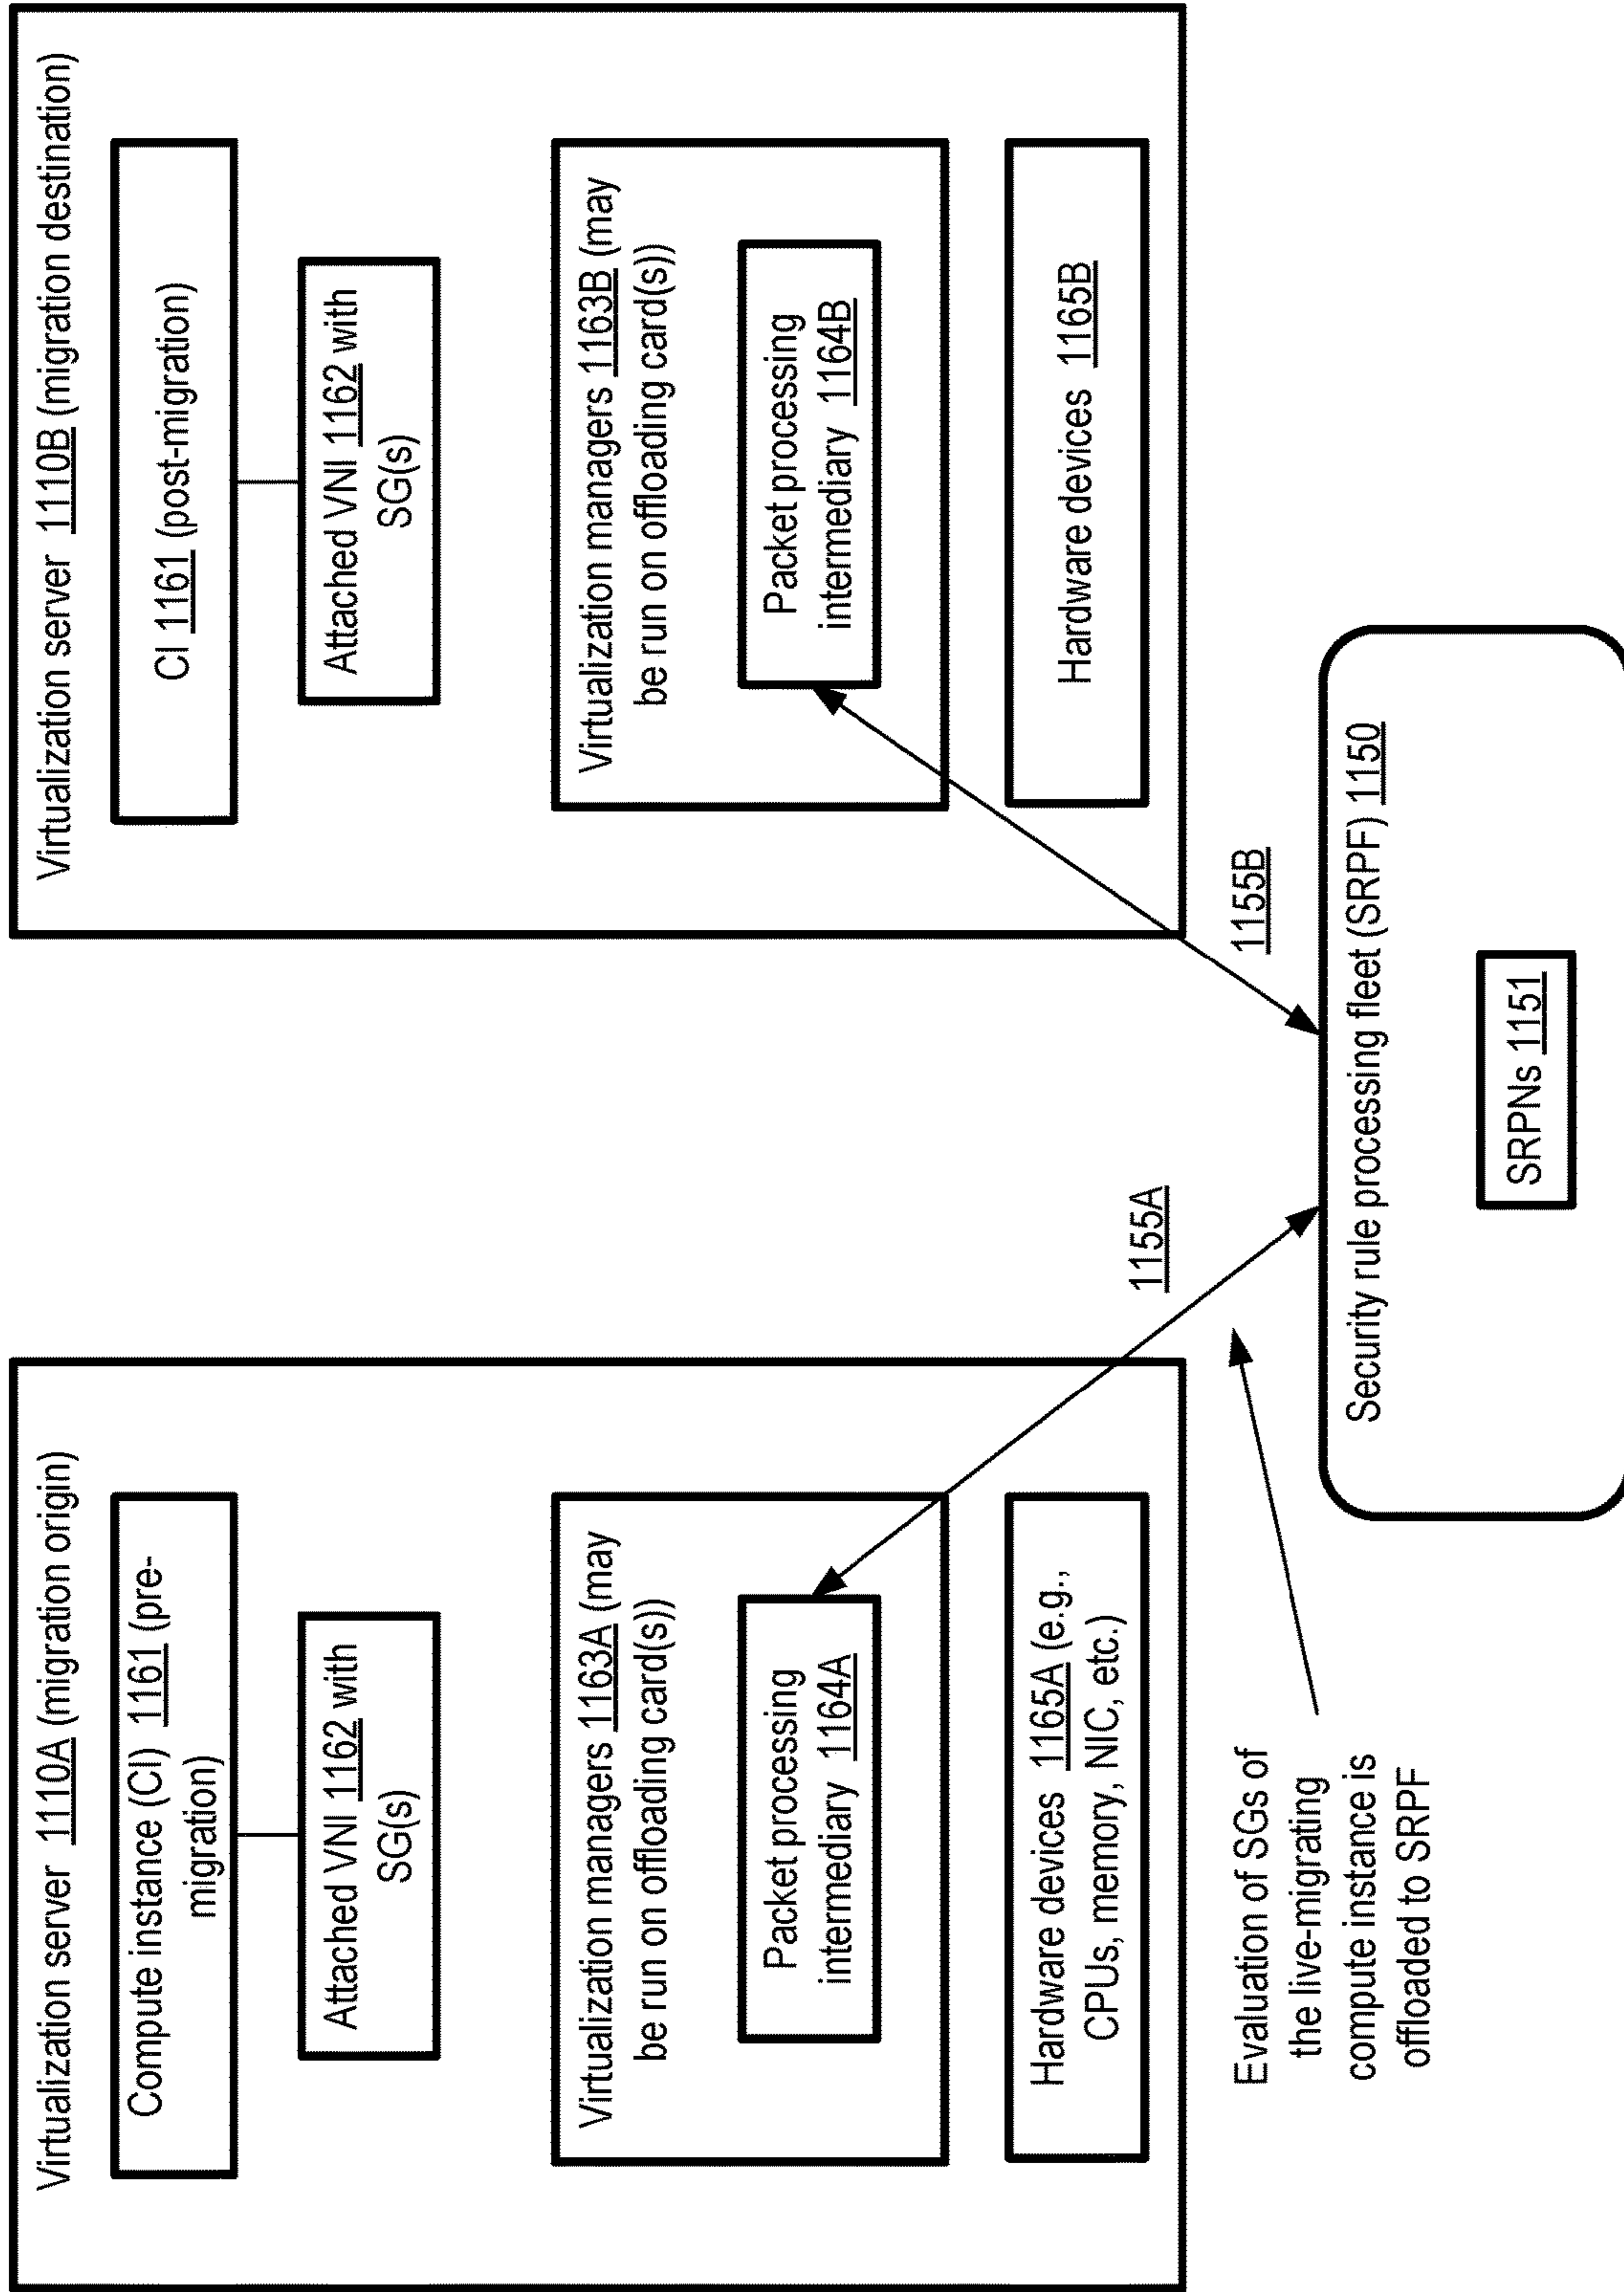 Virtualization server 1110A (migration origin)
Compute instance (CI) 1161 (pre-
migration)
Attached VNI 1162 with
SG(s)
Virtualization managers 1163A (may
be run on offloading card(s))
Packet processing
intermediary 1164A
Hardware devices 1165A (e.g.,
CPUs, memory, NIC, etc.)
Virtualization server 1110B (migration destination)
CI 1161 (post-migration)
Attached VNI 1162 with
SG(s)
Virtualization managers 1163B (may
be run on offloading card(s))
Packet processing
intermediary 1164B
Hardware devices 1165B
1155A
1155B
Evaluation of SGs of
the live-migrating
compute instance is
offloaded to SRPF
Security rule processing fleet (SRPF) 1150
SRPNs 1151